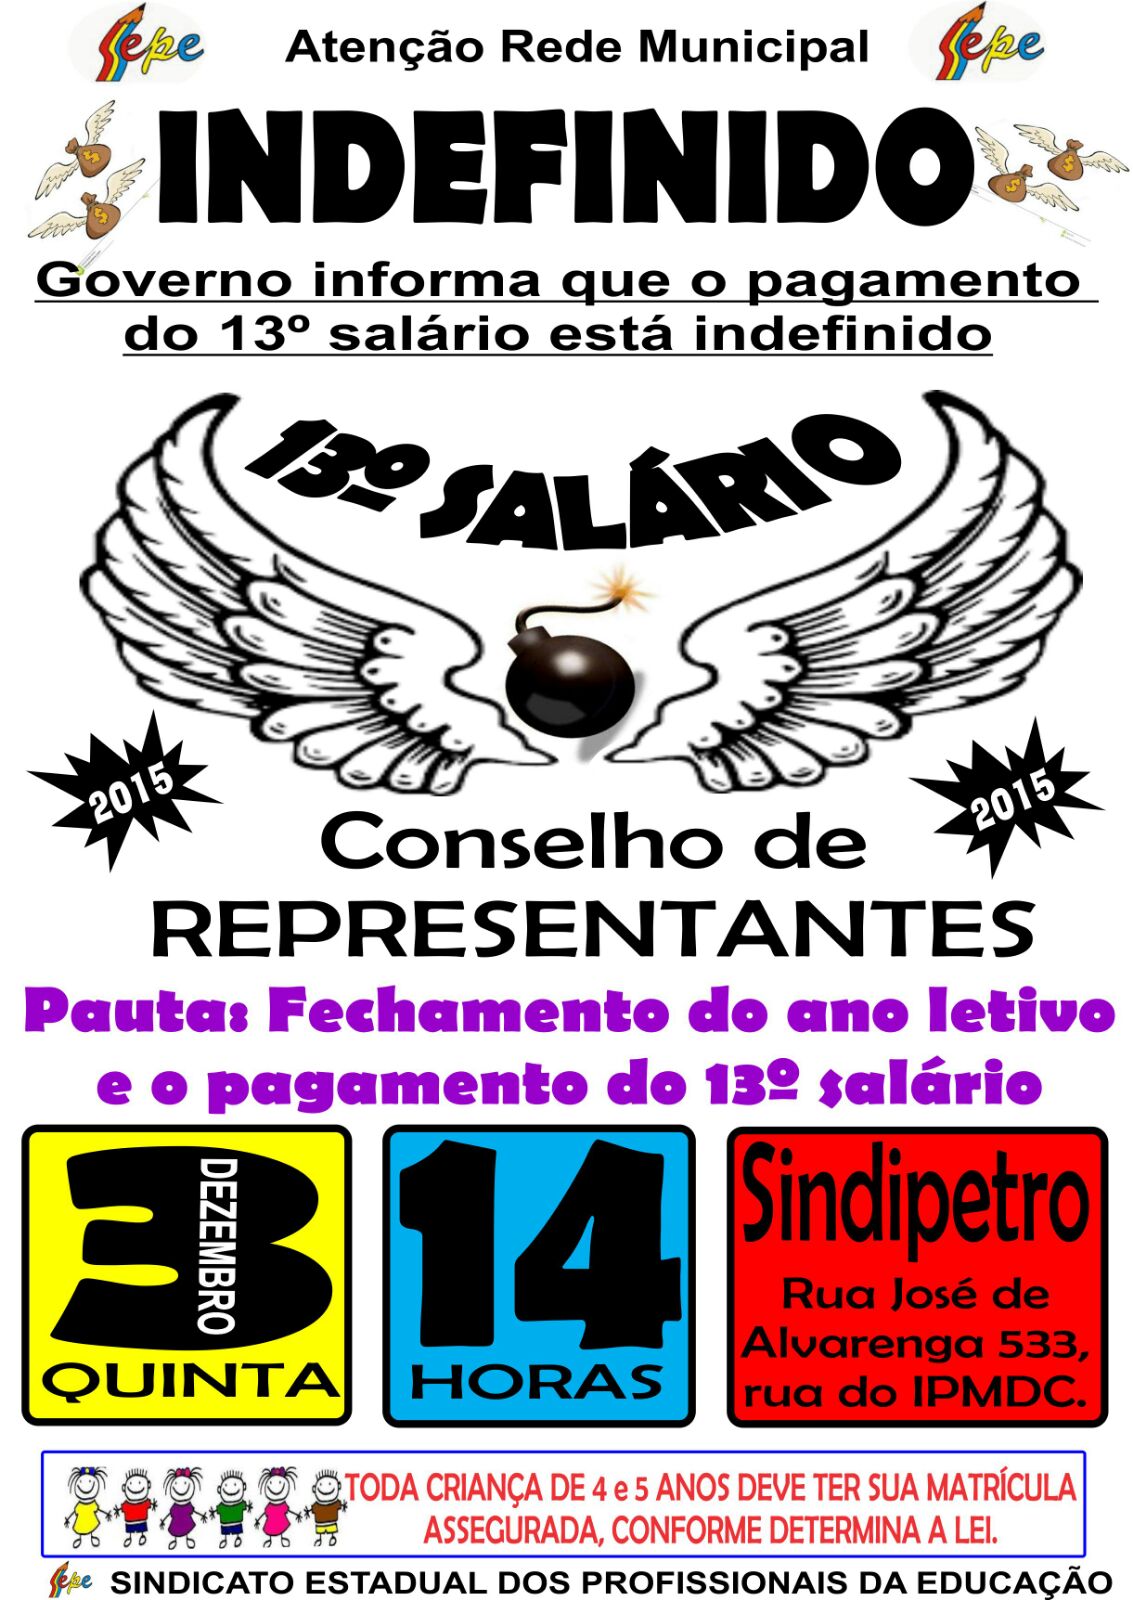 Sepe
Atenção Rede Municipal
Sepe
INDEFINIDO
Governo informa que o pagamento
do 13º salário está indefinido
13º SALÁRIO
2015
2015
Conselho de
REPRESENTANTES
Pauta: Fechamento do ano letivo
e o pagamento do 13º salário
3
DEZEMBRO
QUINTA
14
HORAS
Sindipetro
Rua José de
Alvarenga 533,
rua do IPMDC.
TODA CRIANÇA DE 4 e 5 ANOS DEVE TER SUA MATRÍCULA
ASSEGURADA, CONFORME DETERMINA A LEI.
Sepe SINDICATO ESTADUAL DOS PROFISSIONAIS DA EDUCAÇÃO